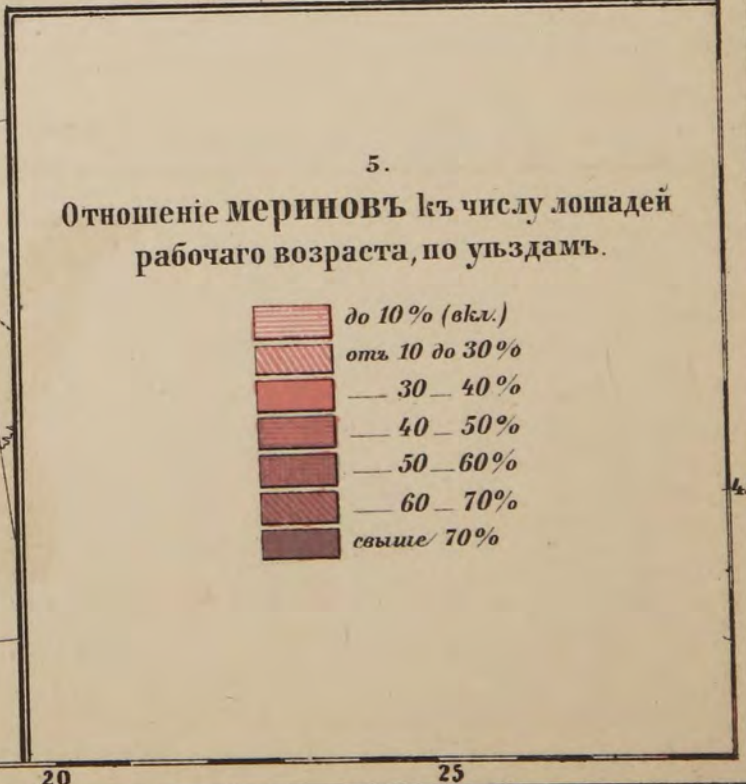 5.
Отношеніе мериновъ къ числу лошадей
рабочаго возраста, по уѣздамъ.
до 10% (вкл.)
отъ 10 до 30%
— 30 — 40%
— 40 — 50%
— 50 — 60%
— 60 — 70%
свыше 70%
4
20 25